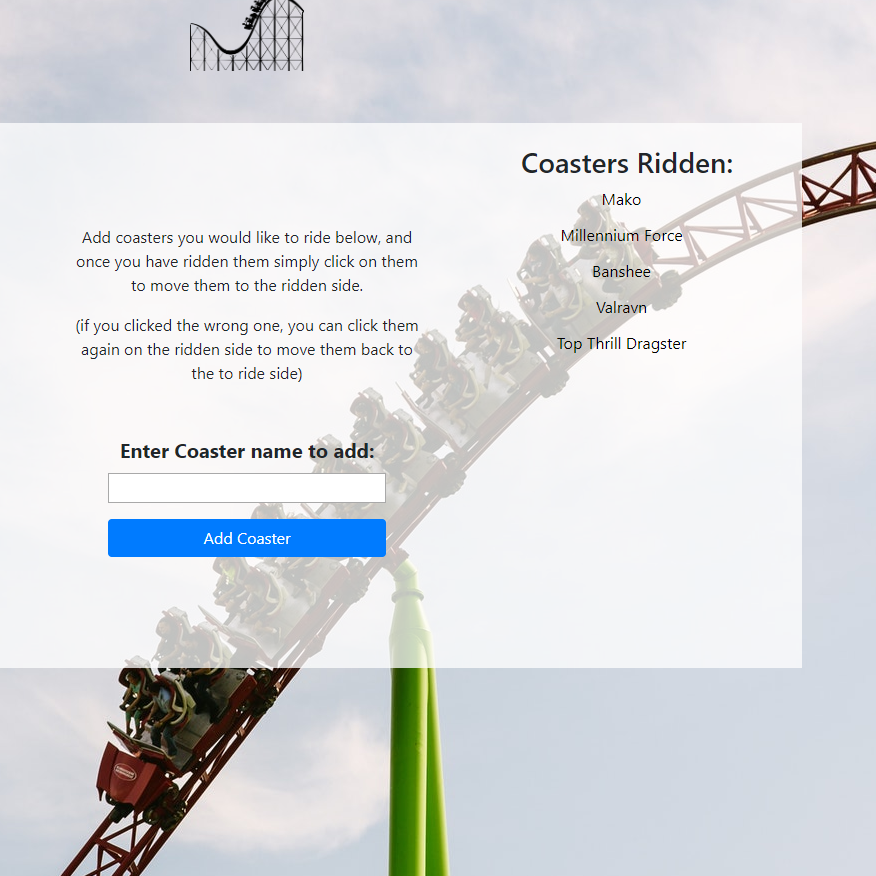 Add coasters you would like to ride below, and
once you have ridden them simply click on them
to move them to the ridden side.
(if you clicked the wrong one, you can click them
again on the ridden side to move them back to
the to ride side)
Enter Coaster name to add:
Add Coaster
Coasters Ridden:
Mako
Millennium Force
Banshee
Valravn
Top Thrill Dragster